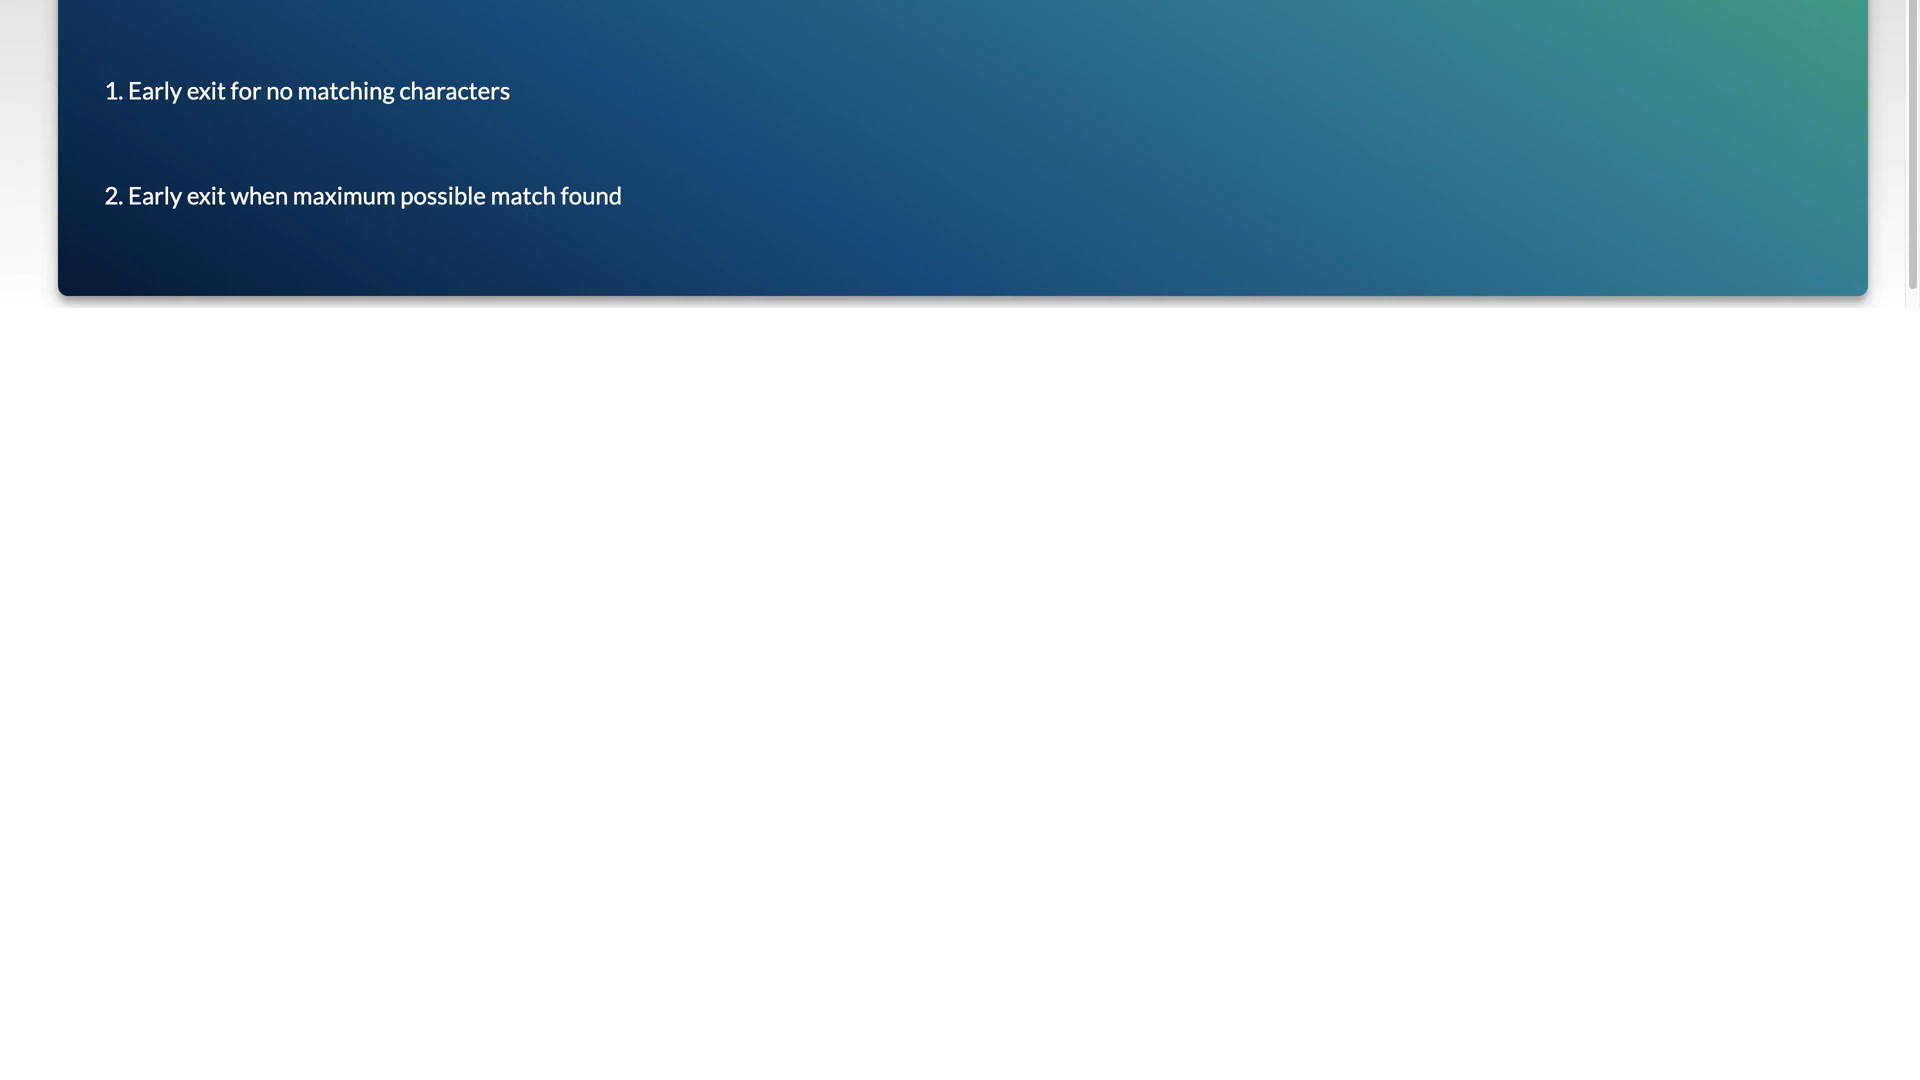 1. Early exit for no matching characters
2. Early exit when maximum possible match found